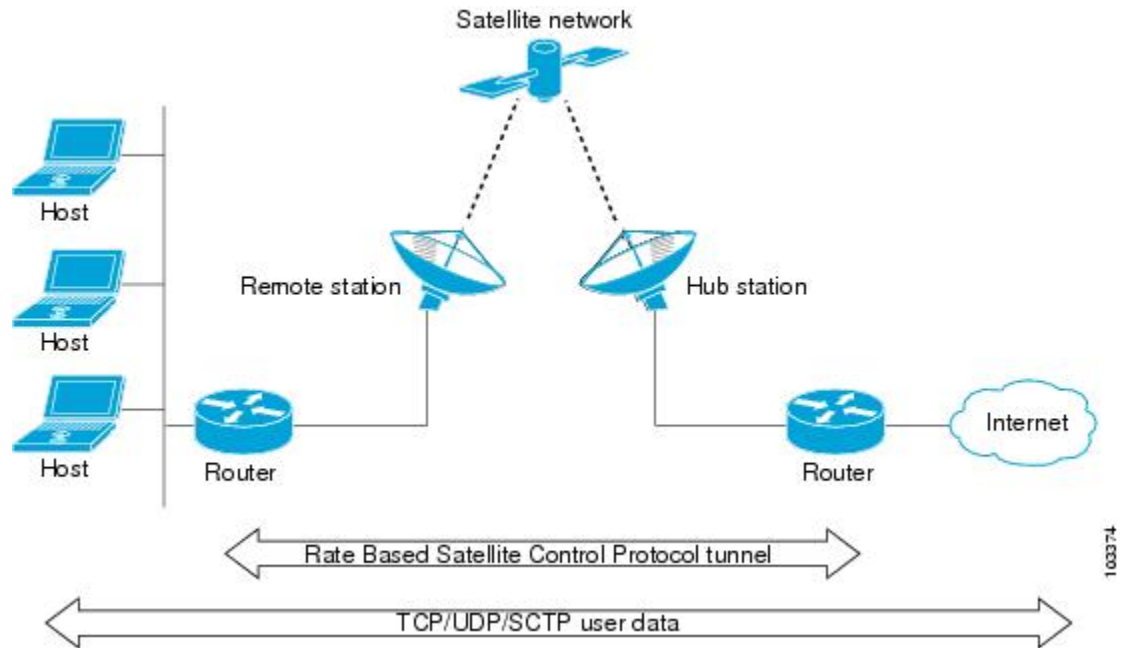 Satellite network
Host
Remote station
Hub station
Host
Internet
Host
Router
Router
Rate Based Satellite Control Protocol tunnel
103374
TCP/UDP/SCTP user data